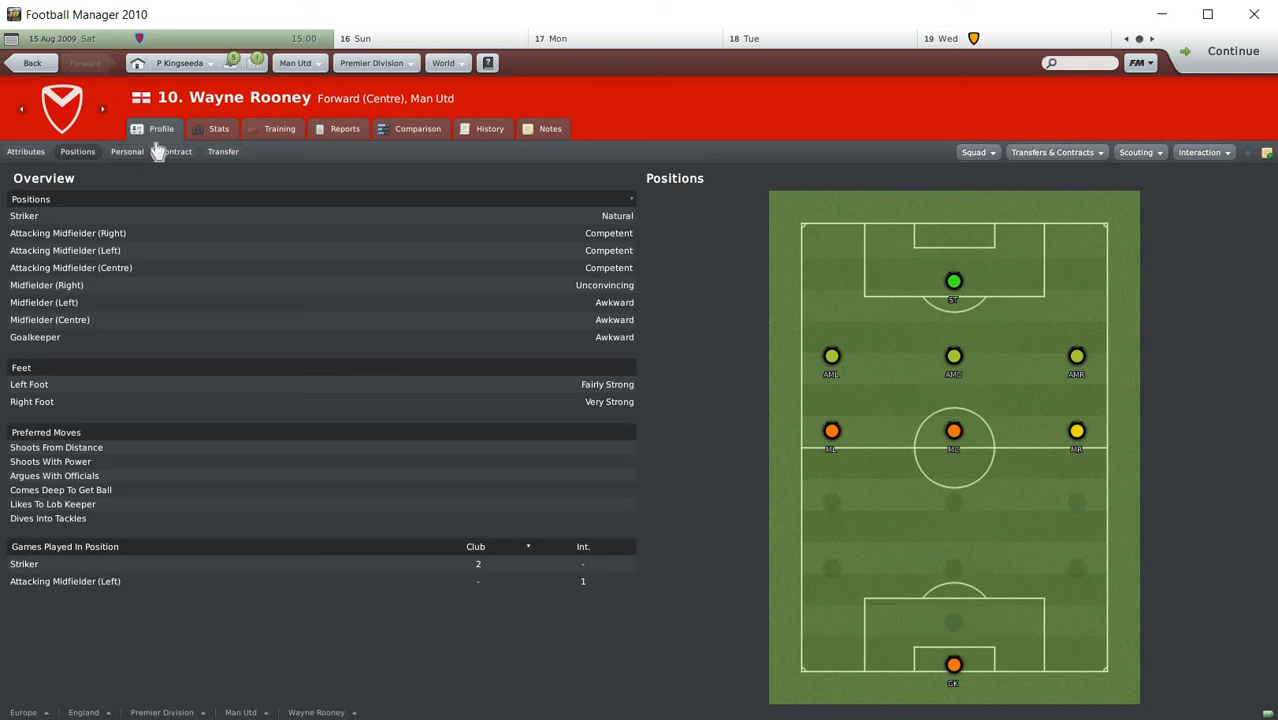 Football Manager 2010
15 Aug 2009 Sat 15:00 16 Sun 17 Mon 18 Tue 19 Wed
Back Forward P Kingseeda 5 1 Man Utd Premier Division World ? FM Continue
10. Wayne Rooney Forward (Centre), Man Utd
Profile Stats Training Reports Comparison History Notes
Attributes Positions Personal Contract Transfer Squad Transfers & Contracts Scouting Interaction
Overview
Positions
Positions
Striker Natural
Attacking Midfielder (Right) Competent
Attacking Midfielder (Left) Competent
Attacking Midfielder (Centre) Competent
Midfielder (Right) Unconvincing
Midfielder (Left) Awkward
Midfielder (Centre) Awkward
Goalkeeper Awkward
Feet
Left Foot Fairly Strong
Right Foot Very Strong
Preferred Moves
Shoots From Distance
Shoots With Power
Argues With Officials
Comes Deep To Get Ball
Likes To Lob Keeper
Dives Into Tackles
Games Played In Position Club Int.
Striker 2 -
Attacking Midfielder (Left) - 1
ST
AML AMC AMR
ML MC MR
GK
Europe England Premier Division Man Utd Wayne Rooney